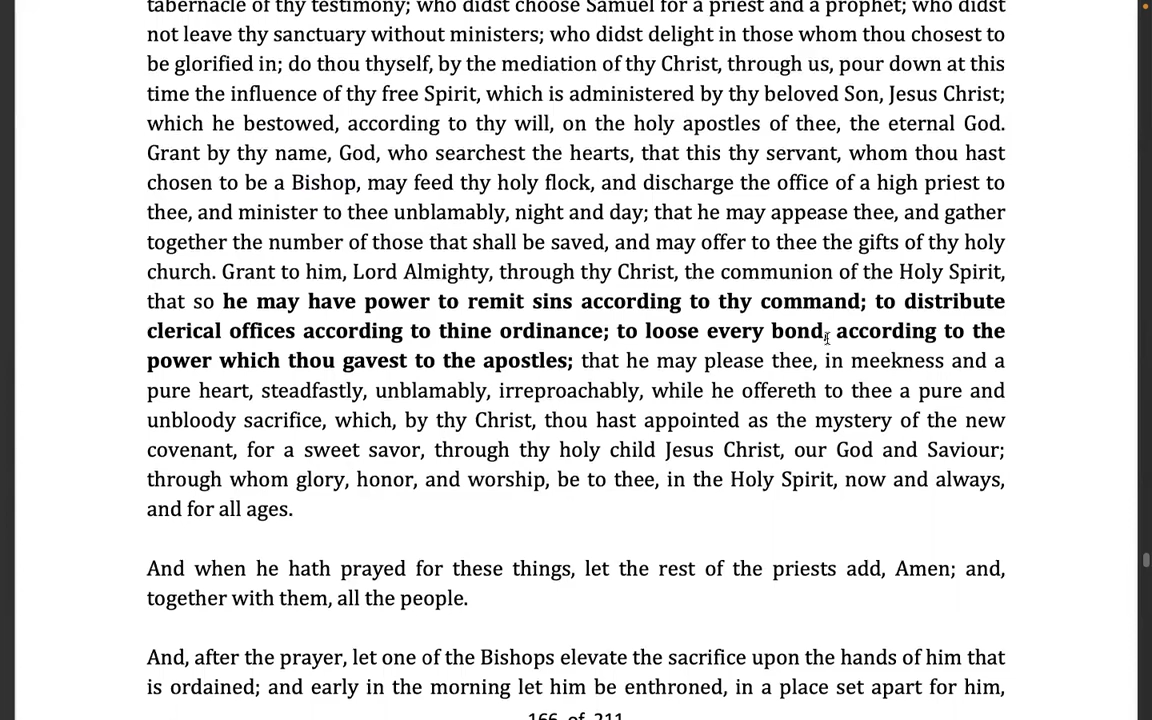 tabernacle of thy testimony; who didst choose Samuel for a priest and a prophet; who didst
not leave thy sanctuary without ministers; who didst delight in those whom thou chosest to
be glorified in; do thou thyself, by the mediation of thy Christ, through us, pour down at this
time the influence of thy free Spirit, which is administered by thy beloved Son, Jesus Christ;
which he bestowed, according to thy will, on the holy apostles of thee, the eternal God.
Grant by thy name, God, who searchest the hearts, that this thy servant, whom thou hast
chosen to be a Bishop, may feed thy holy flock, and discharge the office of a high priest to
thee, and minister to thee unblamably, night and day; that he may appease thee, and gather
together the number of those that shall be saved, and may offer to thee the gifts of thy holy
church. Grant to him, Lord Almighty, through thy Christ, the communion of the Holy Spirit,
that so he may have power to remit sins according to thy command; to distribute
clerical offices according to thine ordinance; to loose every bond, according to the
power which thou gavest to the apostles; that he may please thee, in meekness and a
pure heart, steadfastly, unblamably, irreproachably, while he offereth to thee a pure and
unbloody sacrifice, which, by thy Christ, thou hast appointed as the mystery of the new
covenant, for a sweet savor, through thy holy child Jesus Christ, our God and Saviour;
through whom glory, honor, and worship, be to thee, in the Holy Spirit, now and always,
and for all ages.
And when he hath prayed for these things, let the rest of the priests add, Amen; and,
together with them, all the people.
And, after the prayer, let one of the Bishops elevate the sacrifice upon the hands of him that
is ordained; and early in the morning let him be enthroned, in a place set apart for him,
166 of 211